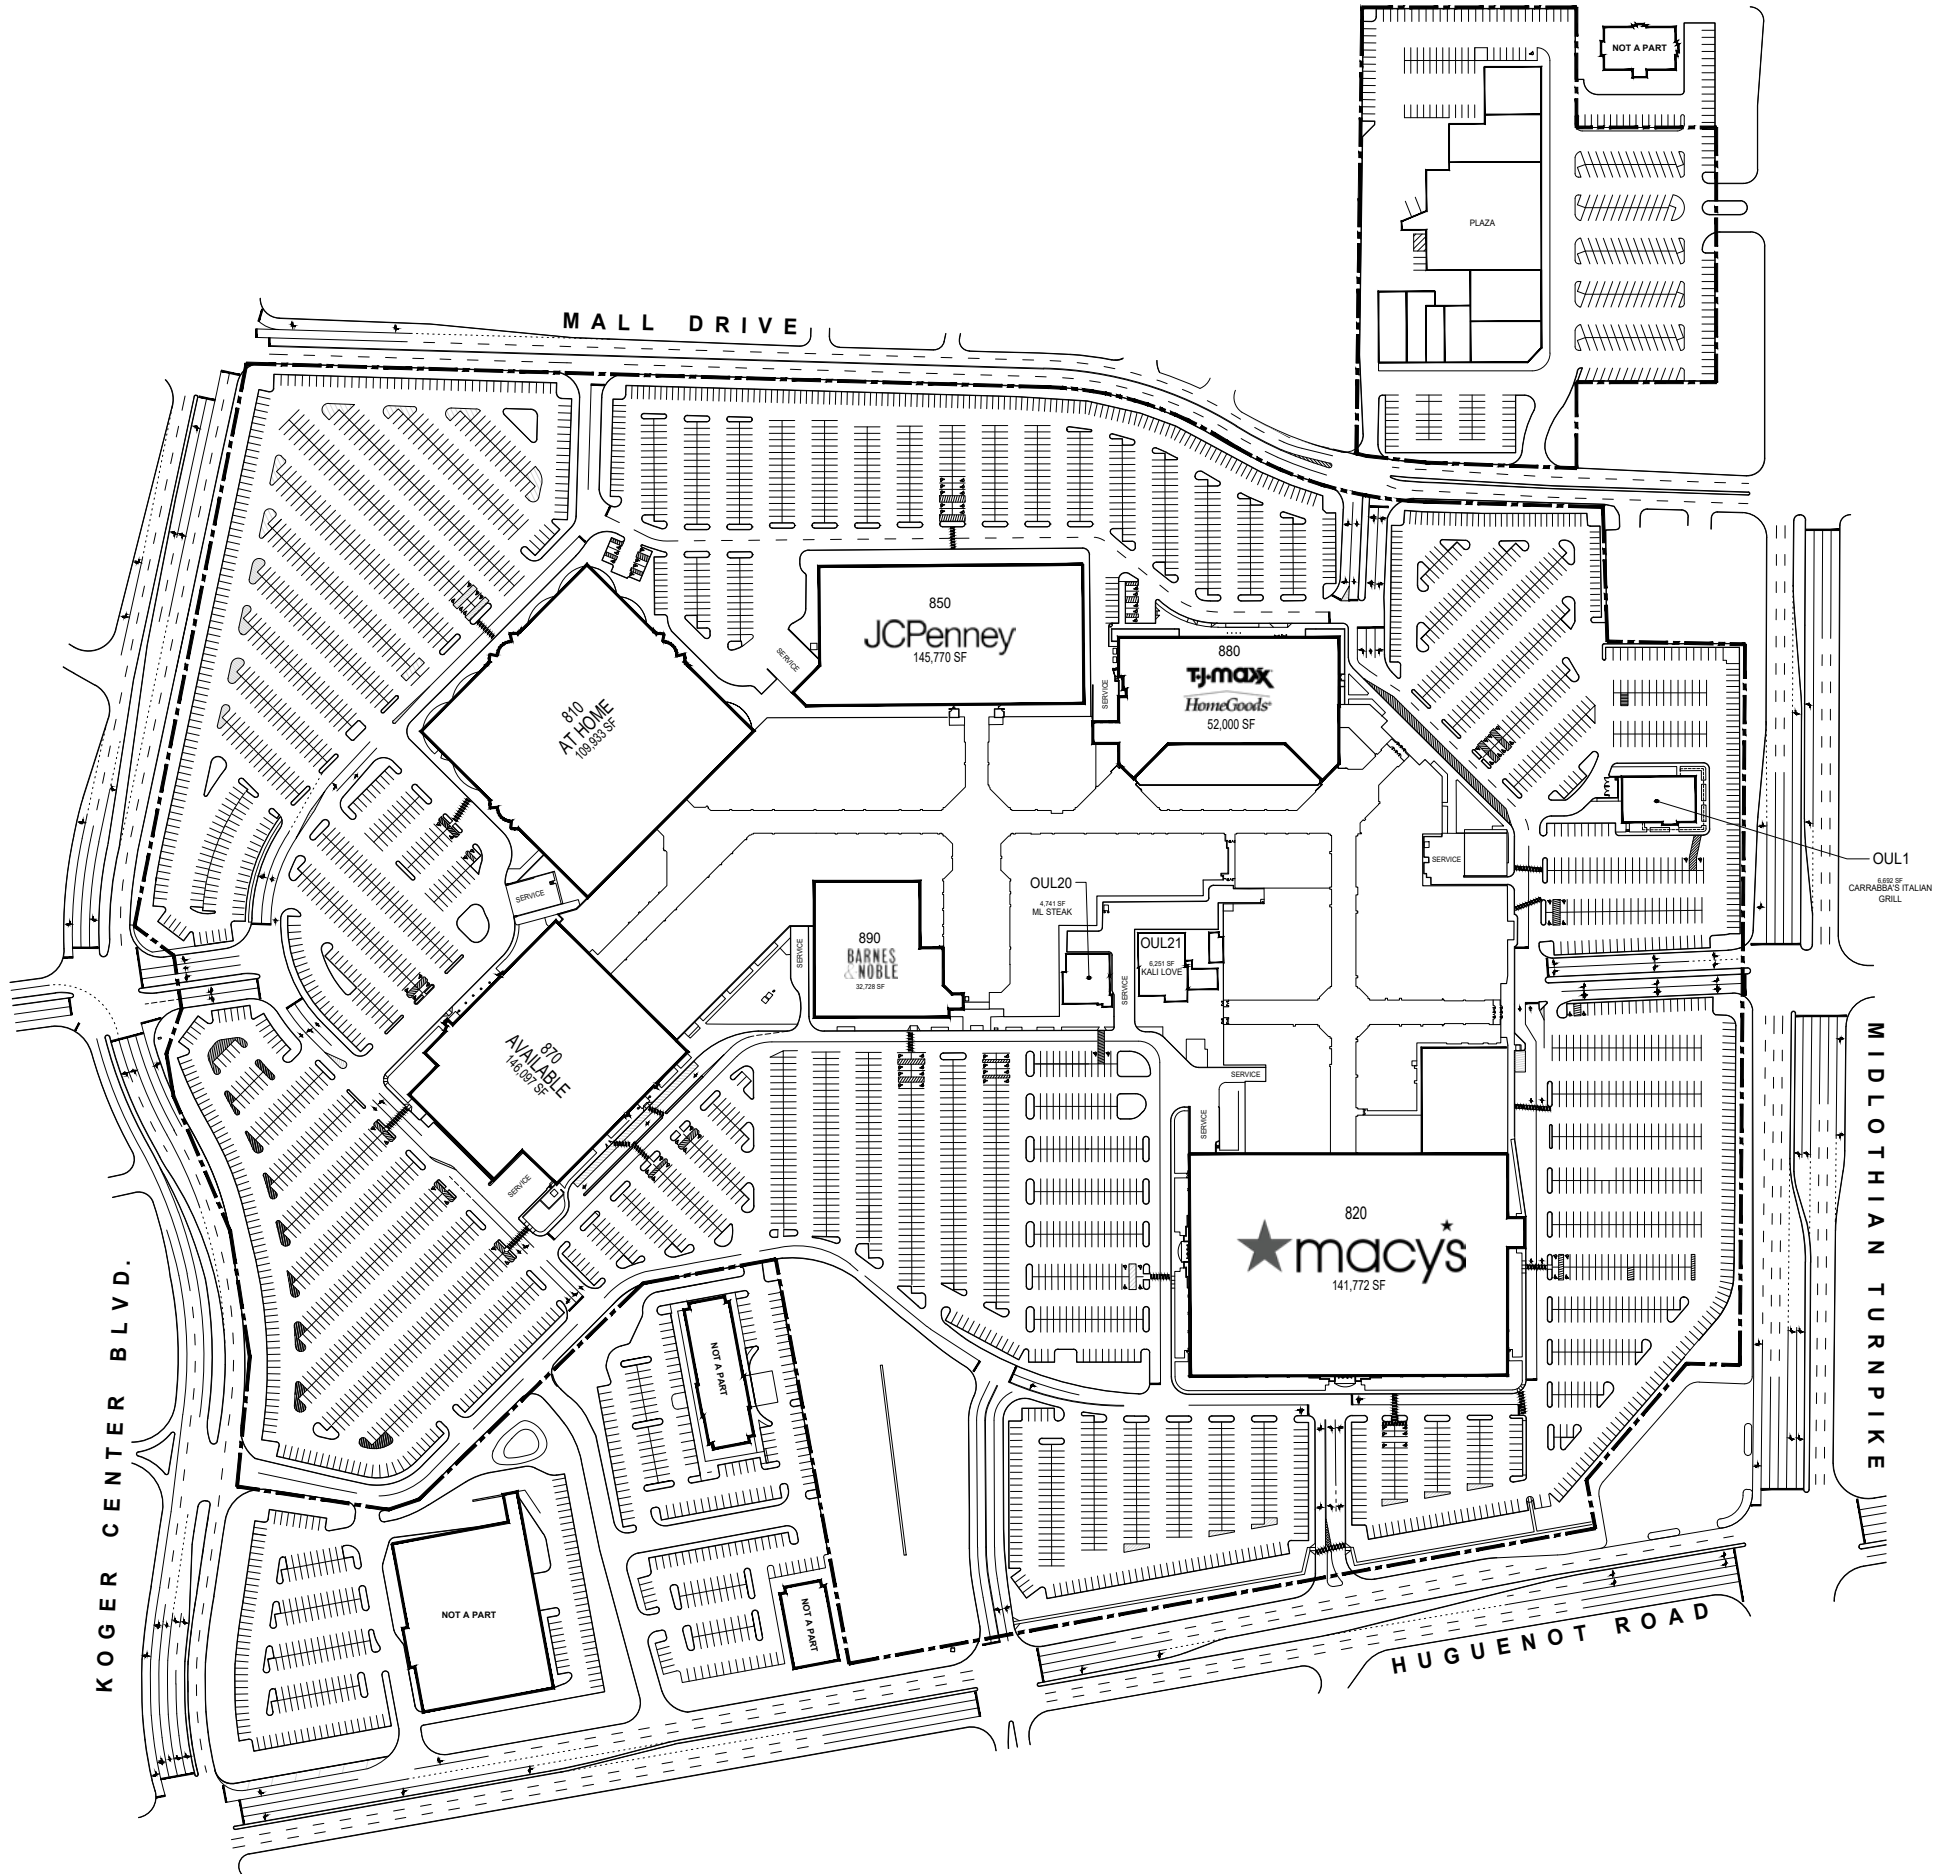 NOT A PART
PLAZA
MALL DRIVE
850
JCPenney
145,770 SF
SERVICE
880
T·J·maxx
HomeGoods
52,000 SF
SERVICE
810
AT HOME
109,933 SF
SERVICE
SERVICE
OUL1
6,692 SF
CARRABBA'S ITALIAN
GRILL
OUL20
4,741 SF
ML STEAK
890
BARNES
&NOBLE
32,728 SF
SERVICE
OUL21
6,251 SF
KALI LOVE
SERVICE
870
AVAILABLE
146,097 SF
SERVICE
SERVICE
SERVICE
820
macy's
141,772 SF
MIDLOTHIAN TURNPIKE
KOGER CENTER BLVD.
NOT A PART
NOT A PART
NOT A PART
HUGUENOT ROAD